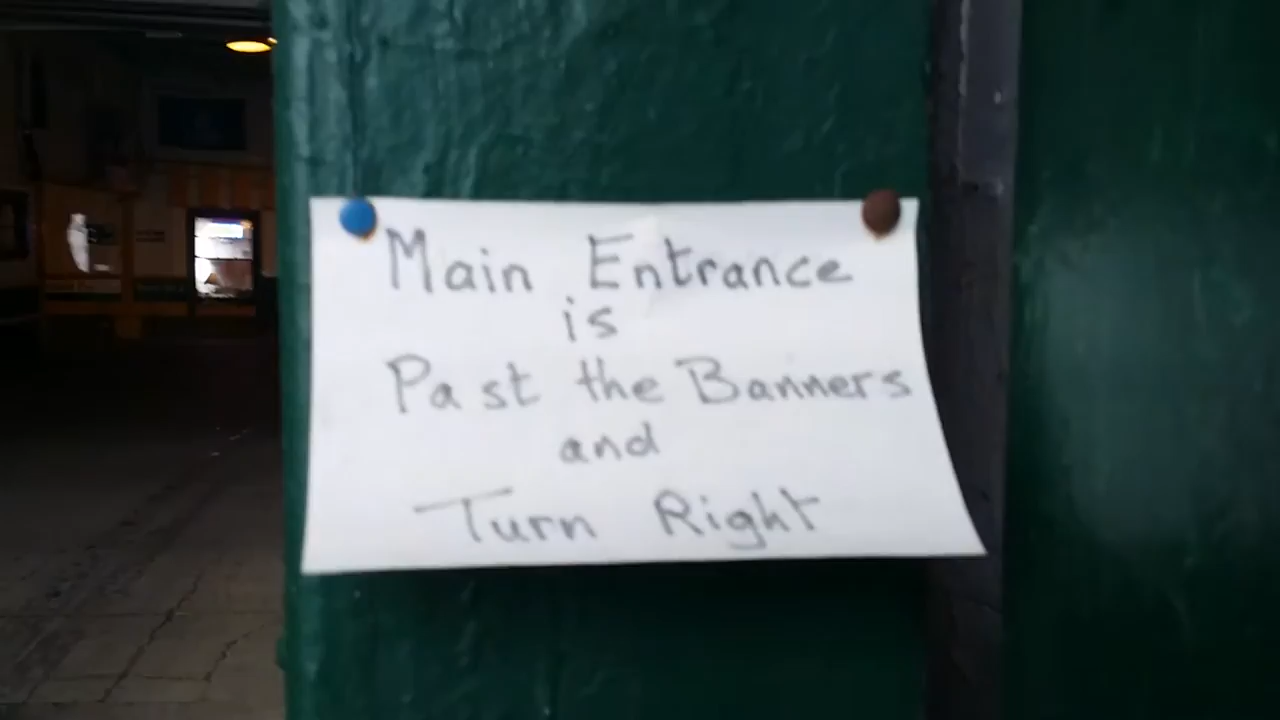 Main Entrance
is
Past the Banners
and
Turn Right